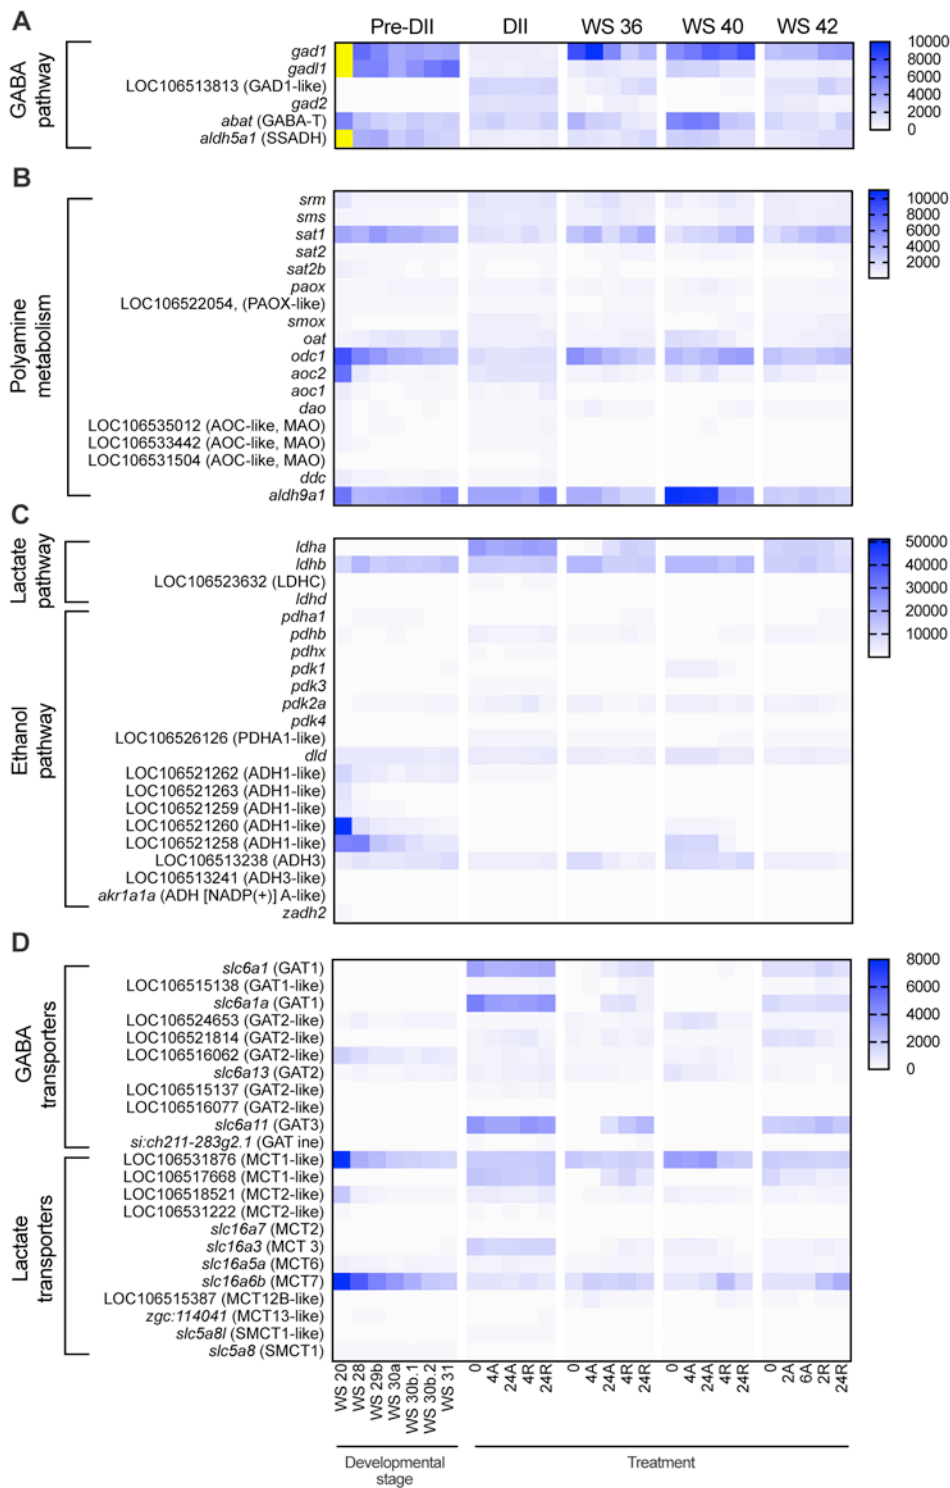 A
Pre-DII DII WS 36 WS 40 WS 42
GABA pathway
gad1
gadl1
LOC106513813 (GAD1-like)
gad2
abat (GABA-T)
aldh5a1 (SSADH)
10000
8000
6000
4000
2000
0
B
Polyamine metabolism
srm
sms
sat1
sat2
sat2b
paox
LOC106522054, (PAOX-like)
smox
oat
odc1
aoc2
aoc1
dao
LOC106535012 (AOC-like, MAO)
LOC106533442 (AOC-like, MAO)
LOC106531504 (AOC-like, MAO)
ddc
aldh9a1
10000
8000
6000
4000
2000
C
Lactate pathway
ldha
ldhb
LOC106523632 (LDHC)
ldhd
Ethanol pathway
pdha1
pdhb
pdhx
pdk1
pdk3
pdk2a
pdk4
LOC106526126 (PDHA1-like)
dld
LOC106521262 (ADH1-like)
LOC106521263 (ADH1-like)
LOC106521259 (ADH1-like)
LOC106521260 (ADH1-like)
LOC106521258 (ADH1-like)
LOC106513238 (ADH3)
LOC106513241 (ADH3-like)
akr1a1a (ADH [NADP(+)] A-like)
zadh2
50000
40000
30000
20000
10000
D
GABA transporters
slc6a1 (GAT1)
LOC106515138 (GAT1-like)
slc6a1a (GAT1)
LOC106524653 (GAT2-like)
LOC106521814 (GAT2-like)
LOC106516062 (GAT2-like)
slc6a13 (GAT2)
LOC106515137 (GAT2-like)
LOC106516077 (GAT2-like)
slc6a11 (GAT3)
si:ch211-283g2.1 (GAT ine)
Lactate transporters
LOC106531876 (MCT1-like)
LOC106517668 (MCT1-like)
LOC106518521 (MCT2-like)
LOC106531222 (MCT2-like)
slc16a7 (MCT2)
slc16a3 (MCT 3)
slc16a5a (MCT6)
slc16a6b (MCT7)
LOC106515387 (MCT12B-like)
zgc:114041 (MCT13-like)
slc5a8l (SMCT1-like)
slc5a8 (SMCT1)
8000
6000
4000
2000
0
WS 20
WS 28
WS 29b
WS 30a
WS 30b.1
WS 30b.2
WS 31
0
4A
24A
4R
24R
0
4A
24A
4R
24R
0
4A
24A
4R
24R
0
2A
6A
2R
24R
Developmental
stage
Treatment